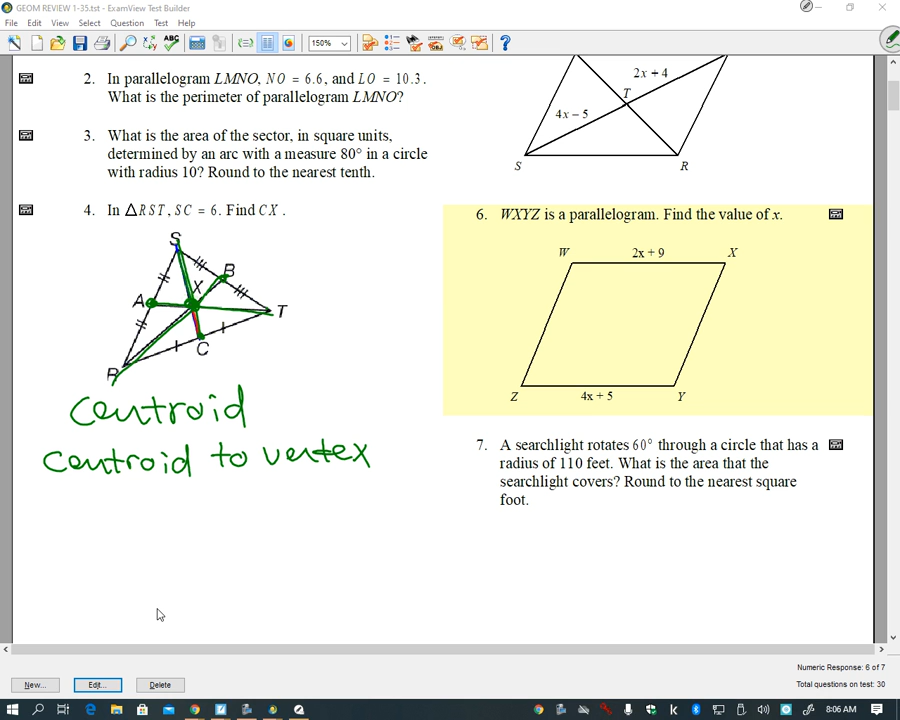 GEOM REVIEW 1-35.tst - ExamView Test Builder
File Edit View Select Question Test Help
150%
2. In parallelogram LMNO, NO = 6.6, and LO = 10.3.
What is the perimeter of parallelogram LMNO?
3. What is the area of the sector, in square units,
determined by an arc with a measure 80° in a circle
with radius 10? Round to the nearest tenth.
4. In △RST, SC = 6. Find CX.
S
B
A
X
T
C
R
centroid
centroid to vertex
2x + 4
T
4x − 5
S
R
6. WXYZ is a parallelogram. Find the value of x.
W
2x + 9
X
Z
4x + 5
Y
7. A searchlight rotates 60° through a circle that has a
radius of 110 feet. What is the area that the
searchlight covers? Round to the nearest square
foot.
New... Edit... Delete
Numeric Response: 6 of 7
Total questions on test: 30
8:06 AM